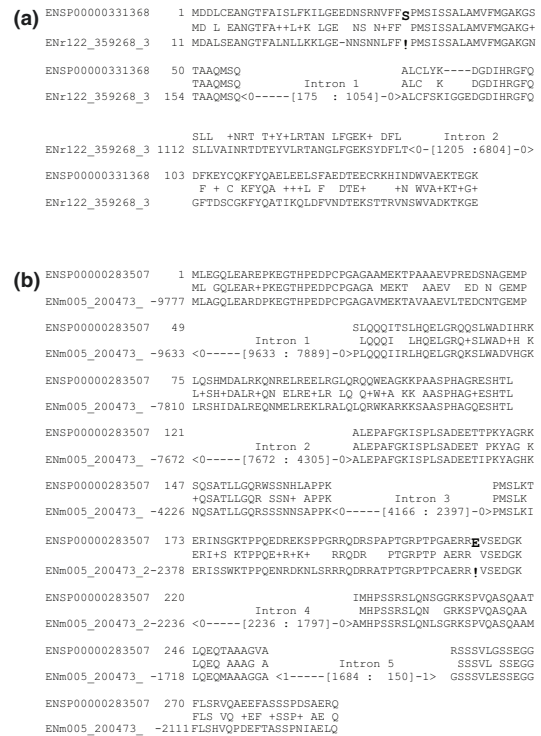 (a) ENSP00000331368 1 MDDLCEANGTFAISLFKILGEEDNSRNVFFSPMSISSALAMVFMGAKGS
MD L EANGTFA++L+K LGE NS N+FF PMSISSALAMVFMGAKG+
ENr122_359268_3 11 MDALSEANGTFALNLLKKLGE-NNSNNLFF!PMSISSALAMVFMGAKGN
ENSP00000331368 50 TAAQMSQ ALCLYK----DGDIHRGFQ
TAAQMSQ Intron 1 ALC K DGDIHRGFQ
ENr122_359268_3 154 TAAQMSQ<0-----[175 : 1054]-0>ALCFSKIGGEDGDIHRGFQ
SLL +NRT T+Y+LRTAN LFGEK+ DFL Intron 2
ENr122_359268_3 1112 SLLVAINRTDTEYVLRTANGLFGEKSYDFLT<0-[1205 :6804]-0>
ENSP00000331368 103 DFKEYCQKFYQAELEELSFAEDTEECRKHINDWVAEKTEGK
F + C KFYQA +++L F DTE+ +N WVA+KT+G+
ENr122_359268_3 GFTDSCGKFYQATIKQLDFVNDTEKSTTRVNSWVADKTKGE
(b) ENSP00000283507 1 MLEGQLEAREPKEGTHPEDPCPGAGAAMEKTPAAAEVPREDSNAGEMP
ML GQLEAR+PKEGTHPEDPCPGAGA MEKT AAEV ED N GEMP
ENm005_200473_ -9777 MLAGQLEARDPKEGTHPEDPCPGAGAVMEKTAVAAEVLTEDCNTGEMP
ENSP00000283507 49 SLQQQITSLHQELGRQQSLWADIHRK
Intron 1 LQQQI LHQELGRQ+SLWAD+H K
ENm005_200473_ -9633 <0-----[9633 : 7889]-0>PLQQQIIRLHQELGRQKSLWADVHGK
ENSP00000283507 75 LQSHMDALRKQNRELREELRGLQRQQWEAGKKPAASPHAGRESHTL
L+SH+DALR+QN ELRE+LR LQ Q+W+A KK AASPHAG+ESHTL
ENm005_200473_ -7810 LRSHIDALREQNMELREKLRALQLQRWKARKKSAASPHAGQESHTL
ENSP00000283507 121 ALEPAFGKISPLSADEETTPKYAGRK
Intron 2 ALEPAFGKISPLSADEET PKYAG K
ENm005_200473_ -7672 <0-----[7672 : 4305]-0>ALEPAFGKISPLSADEETIPKYAGHK
ENSP00000283507 147 SQSATLLGQRWSSNHLAPPK PMSLKT
+QSATLLGQR SSN+ APPK Intron 3 PMSLK
ENm005_200473_ -4226 NQSATLLGQRSSSNNSAPPK<0-----[4166 : 2397]-0>PMSLKI
ENSP00000283507 173 ERINSGKTPPQEDREKSPPGRRQDRSPAPTGRPTPGAERREVSEDGK
ERI+S KTPPQE+R+K+ RRQDR PTGRPTP AERR VSEDGK
ENm005_200473_2-2378 ERISSWKTPPQENRDKNLSRRRQDRRATPTGRPTPCAERR!VSEDGK
ENSP00000283507 220 IMHPSSRSLQNSGGRKSPVQASQAAT
Intron 4 MHPSSRSLQN GRKSPVQASQAA
ENm005_200473_2-2236 <0-----[2236 : 1797]-0>AMHPSSRSLQNLSGRKSPVQASQAAM
ENSP00000283507 246 LQEQTAAAGVA RSSSVLGSSEGG
LQEQ AAAG A Intron 5 SSSVL SSEGG
ENm005_200473_ -1718 LQEQMAAAGGA <1-----[1684 : 150]-1> GSSSVLESSEGG
ENSP00000283507 270 FLSRVQAEEFASSSPDSAERQ
FLS VQ +EF +SSP+ AE Q
ENm005_200473_ -2111FLSHVQPDEFTASSPNIAELQ